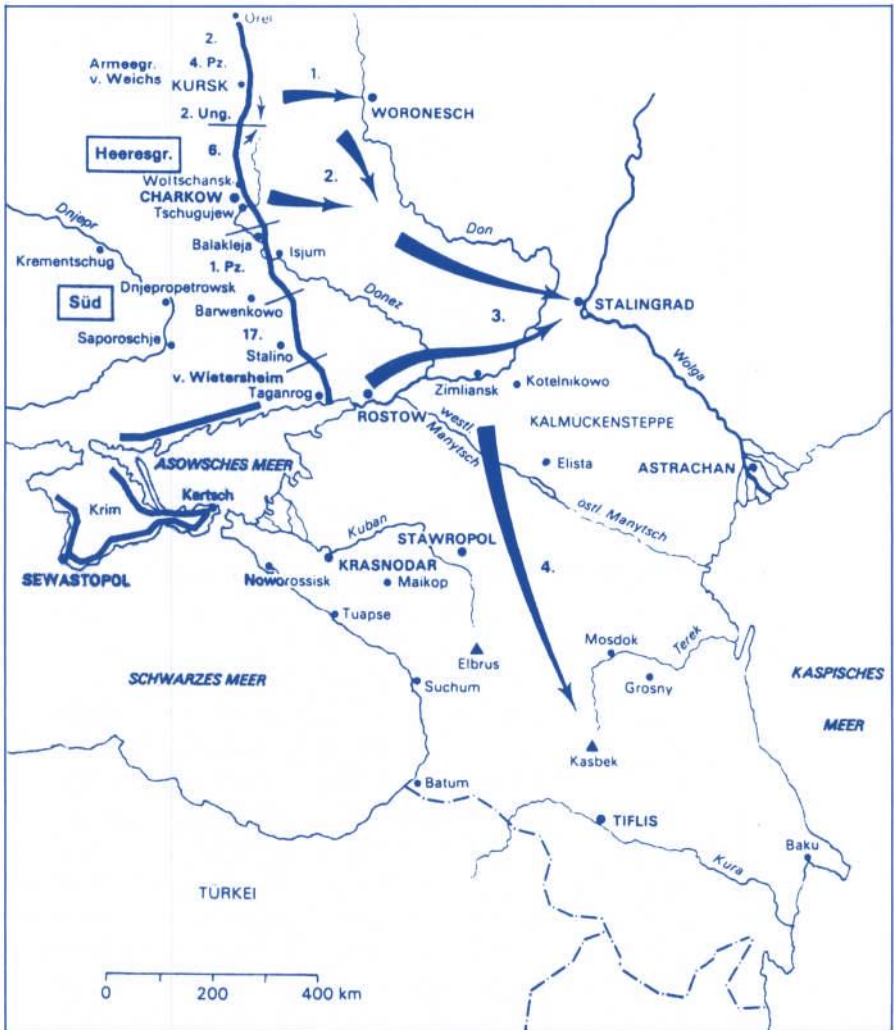 Orel
2.
4. Pz.
Armeegr.
v. Weichs
KURSK
1.
WORONESCH
2. Ung.
Heeresgr.
6.
Woltschansk
CHARKOW
Tschugujew
2.
Dnjepr
Krementschug
Balakleja
Isjum
Don
1. Pz.
Süd
Dnjepropetrowsk
Barwenkowo
Donez
STALINGRAD
3.
Saporoschje
17.
Stalino
v. Wietersheim
Taganrog
ROSTOW
Zimliansk
Kotelnikowo
Wolga
westl.
Manytsch
KALMÜCKENSTEPPE
ASOWSCHES MEER
Elista
ASTRACHAN
Krim
Kertsch
östl. Manytsch
Kuban
STAWROPOL
SEWASTOPOL
KRASNODAR
Noworossisk
Maikop
4.
Tuapse
Elbrus
Mosdok
Terek
Grosny
SCHWARZES MEER
Suchum
KASPISCHES
MEER
Kasbek
Batum
TIFLIS
Kura
Baku
TÜRKEI
0
200
400 km